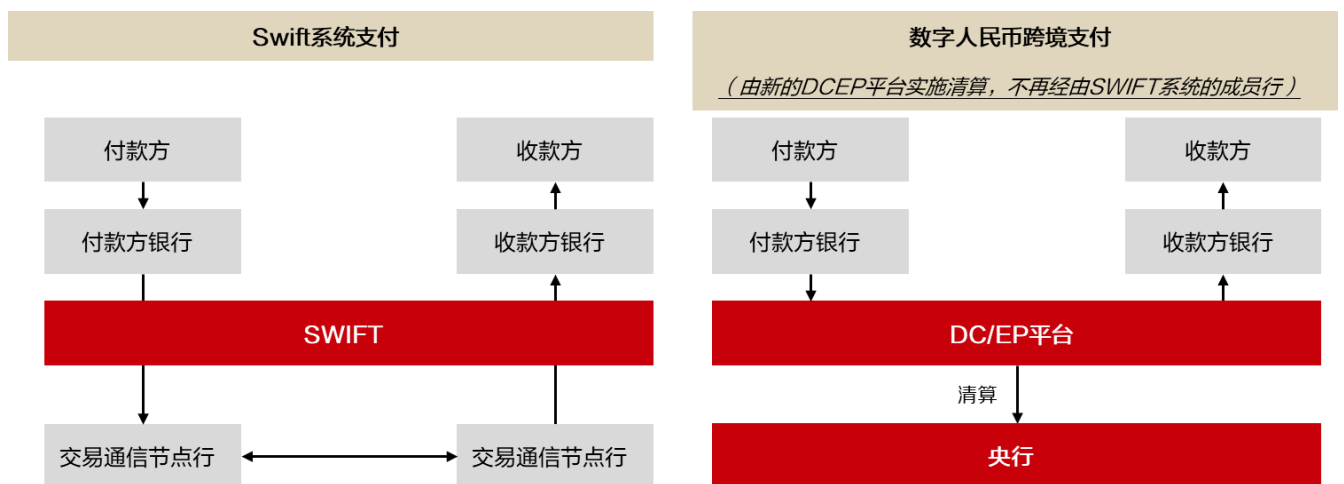 Swift系统支付
付款方
收款方
付款方银行
收款方银行
SWIFT
交易通信节点行
交易通信节点行
数字人民币跨境支付
（由新的DCEP平台实施清算，不再经由SWIFT系统的成员行）
付款方
收款方
付款方银行
收款方银行
DC/EP平台
清算
央行